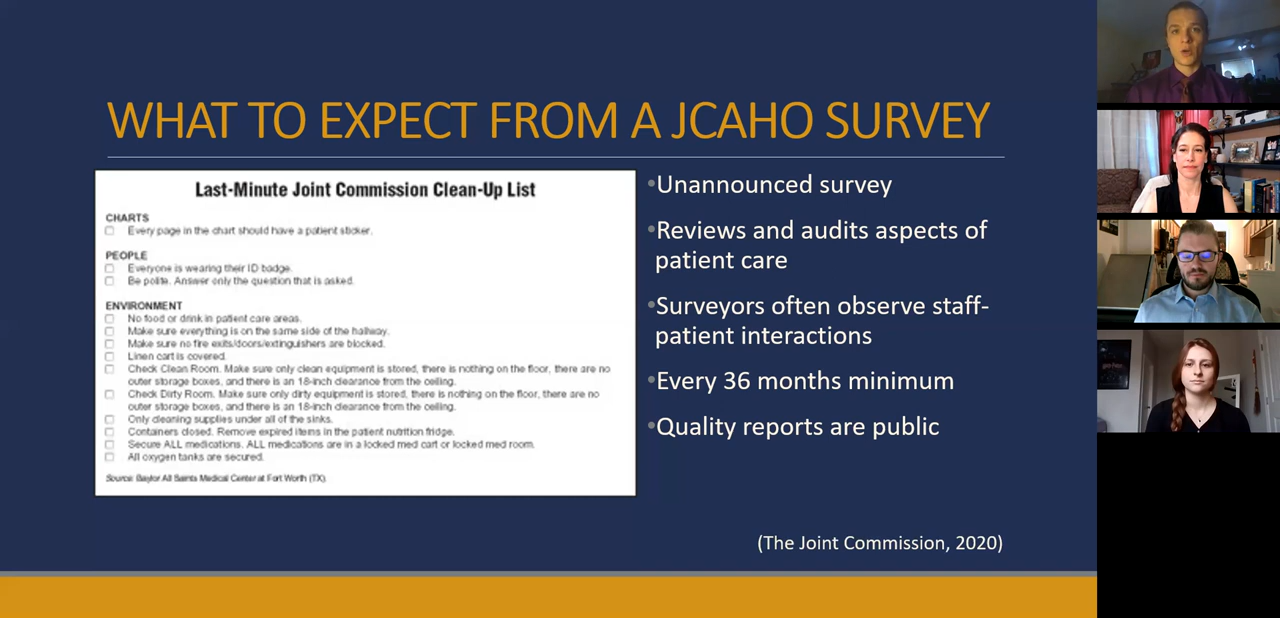 WHAT TO EXPECT FROM A JCAHO SURVEY
Last-Minute Joint Commission Clean-Up List
CHARTS
Every page in the chart should have a patient sticker.
PEOPLE
Everyone is wearing their ID badge.
Be polite. Answer only the question that is asked.
ENVIRONMENT
No food or drink in patient care areas.
Make sure everything is on the same side of the hallway.
Make sure no fire exits/doors/extinguishers are blocked.
Linen cart is covered.
Check Clean Room. Make sure only clean equipment is stored, there is nothing on the floor, there are no
outer storage boxes, and there is an 18-inch clearance from the ceiling.
Check Dirty Room. Make sure only dirty equipment is stored, there is nothing on the floor, there are no
outer storage boxes, and there is an 18-inch clearance from the ceiling.
Only cleaning supplies under all of the sinks.
Containers closed. Remove expired items in the patient nutrition fridge.
Secure ALL medications. ALL medications are in a locked med cart or locked med room.
All oxygen tanks are secured.
Source: Baylor All Saints Medical Center at Fort Worth (TX).
•Unannounced survey
•Reviews and audits aspects of
patient care
•Surveyors often observe staff-
patient interactions
•Every 36 months minimum
•Quality reports are public
(The Joint Commission, 2020)